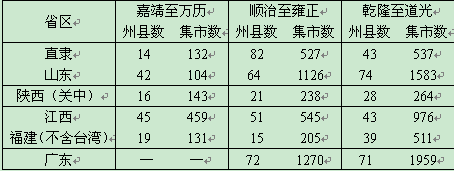 省区 嘉靖至万历 顺治至雍正 乾隆至道光
州县数 集市数 州县数 集市数 州县数 集市数
直隶 14 132 82 527 43 537
山东 42 104 64 1126 74 1583
陕西（关中） 16 143 21 238 28 264
江西 45 459 51 545 43 976
福建(不含台湾) 19 131 15 205 39 511
广东 — — 72 1270 71 1959